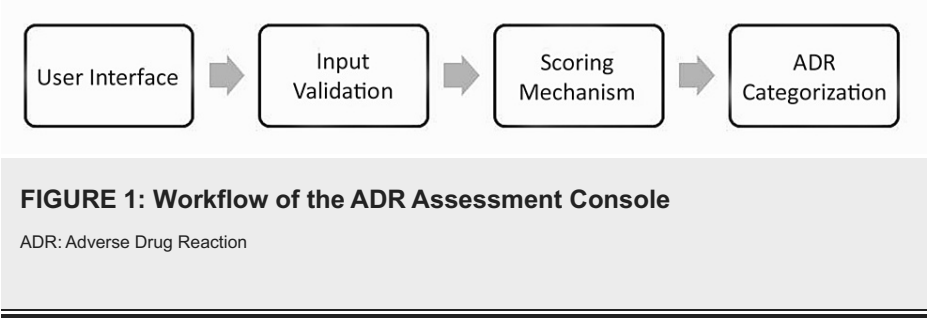 User Interface
Input
Validation
Scoring
Mechanism
ADR
Categorization
FIGURE 1: Workflow of the ADR Assessment Console
ADR: Adverse Drug Reaction